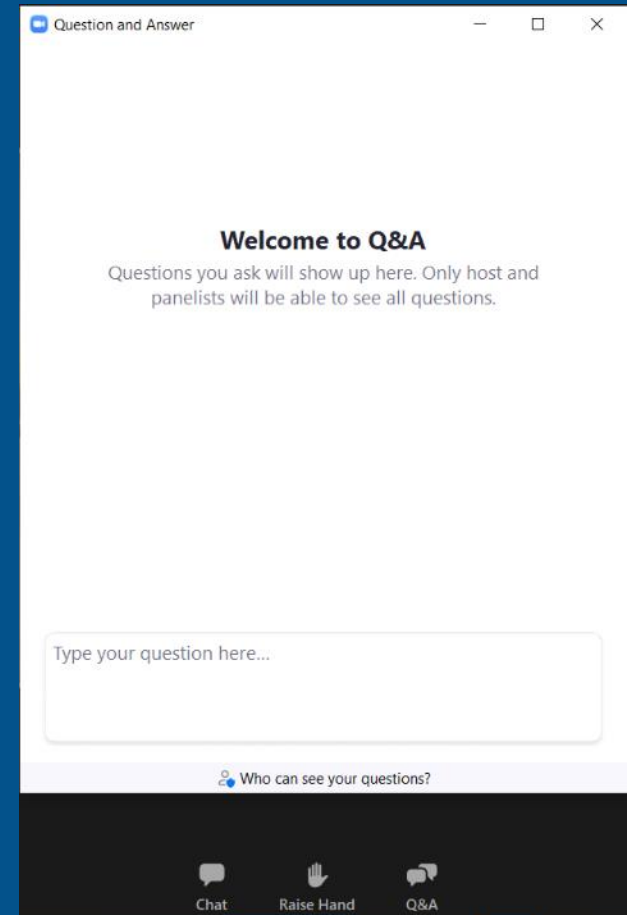 Question and Answer
Welcome to Q&A
Questions you ask will show up here. Only host and
panelists will be able to see all questions.
Type your question here...
Who can see your questions?
Chat Raise Hand Q&A